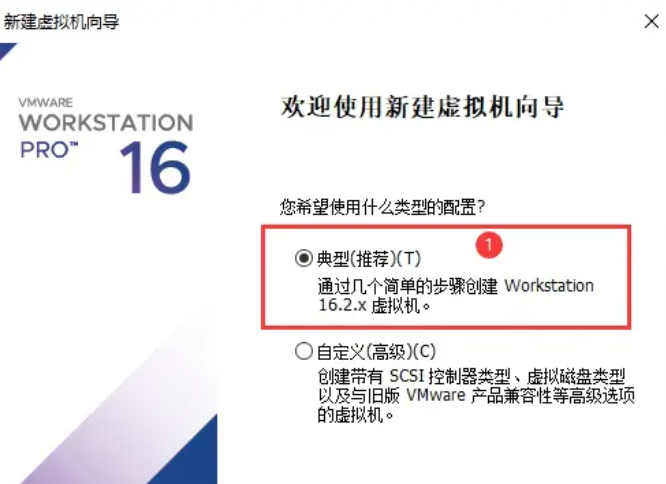 新建虚拟机向导
VMWARE
WORKSTATION
PRO™ 16
欢迎使用新建虚拟机向导
您希望使用什么类型的配置?
1
典型(推荐)(T)
通过几个简单的步骤创建 Workstation
16.2.x 虚拟机。
自定义(高级)(C)
创建带有 SCSI 控制器类型、虚拟磁盘类型
以及与旧版 VMware 产品兼容性等高级选项
的虚拟机。